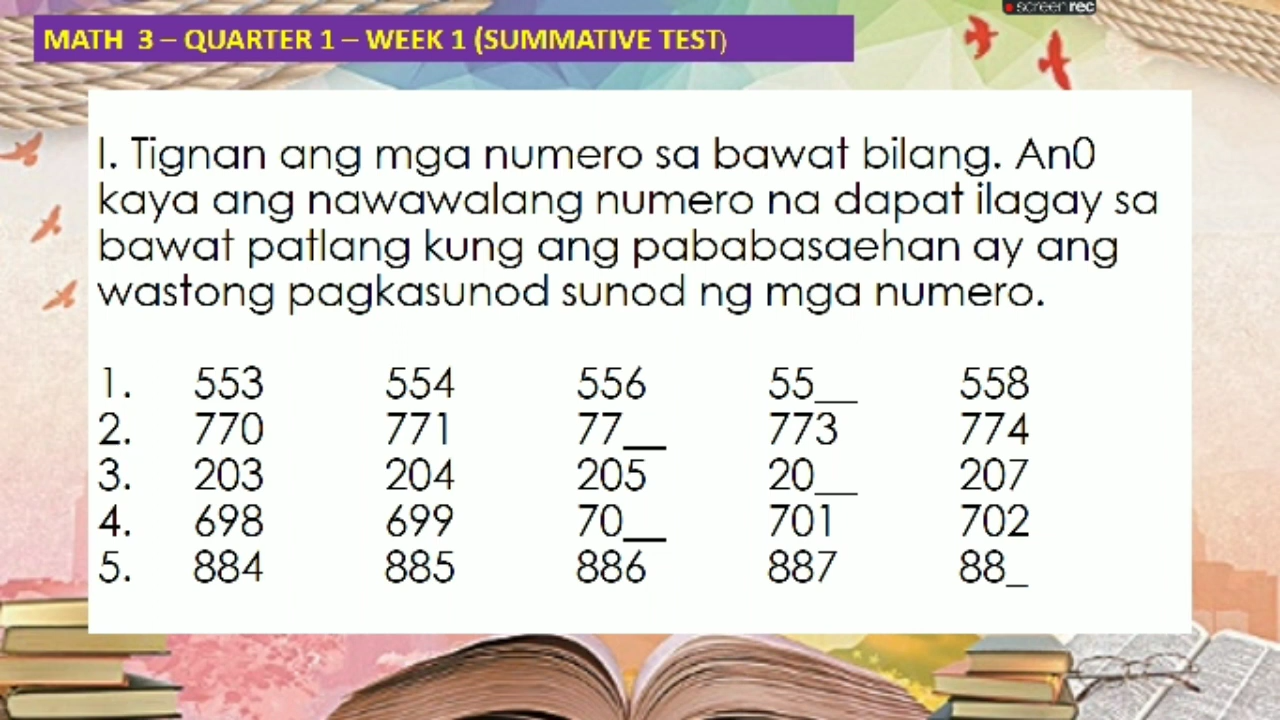 screen rec
MATH 3 – QUARTER 1 – WEEK 1 (SUMMATIVE TEST)
I. Tignan ang mga numero sa bawat bilang. An0
kaya ang nawawalang numero na dapat ilagay sa
bawat patlang kung ang pababasaehan ay ang
wastong pagkasunod sunod ng mga numero.
1. 553 554 556 55__ 558
2. 770 771 77__ 773 774
3. 203 204 205 20__ 207
4. 698 699 70__ 701 702
5. 884 885 886 887 88_